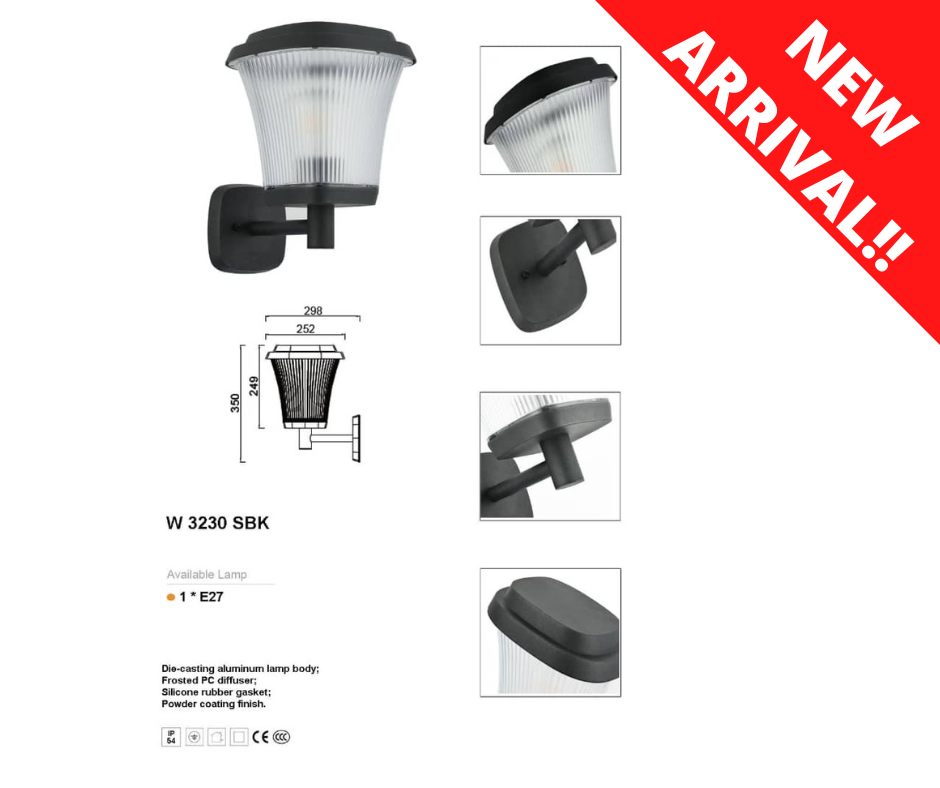 NEW
ARRIVAL!!
298
252
249
350
W 3230 SBK
Available Lamp
1 * E27
Die-casting aluminum lamp body;
Frosted PC diffuser;
Silicone rubber gasket;
Powder coating finish.
IP
54
CE CCC